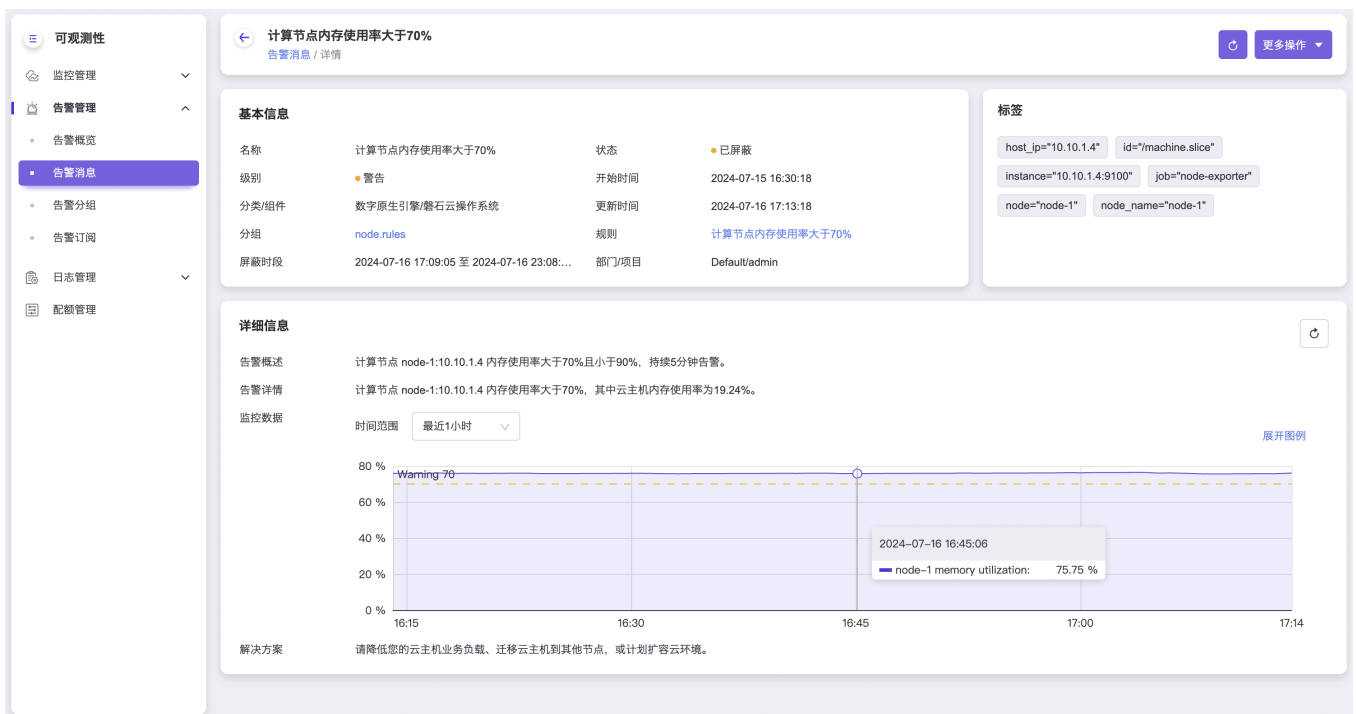 可观测性
监控管理
告警管理
告警概览
告警消息
告警分组
告警订阅
日志管理
配额管理
计算节点内存使用率大于70%
告警消息 / 详情
更多操作
基本信息
名称 计算节点内存使用率大于70% 状态 已屏蔽
级别 警告 开始时间 2024-07-15 16:30:18
分类/组件 数字原生引擎/磐石云操作系统 更新时间 2024-07-16 17:13:18
分组 node.rules 规则 计算节点内存使用率大于70%
屏蔽时段 2024-07-16 17:09:05 至 2024-07-16 23:08:... 部门/项目 Default/admin
标签
host_ip="10.10.1.4" id="/machine.slice"
instance="10.10.1.4:9100" job="node-exporter"
node="node-1" node_name="node-1"
详细信息
告警概述 计算节点 node-1:10.10.1.4 内存使用率大于70%且小于90%，持续5分钟告警。
告警详情 计算节点 node-1:10.10.1.4 内存使用率大于70%，其中云主机内存使用率为19.24%。
监控数据 时间范围 最近1小时
展开图例
80 %
Warning 70
60 %
40 %
20 %
0 %
2024-07-16 16:45:06
node-1 memory utilization: 75.75 %
16:15 16:30 16:45 17:00 17:14
解决方案 请降低您的云主机业务负载、迁移云主机到其他节点，或计划扩容云环境。